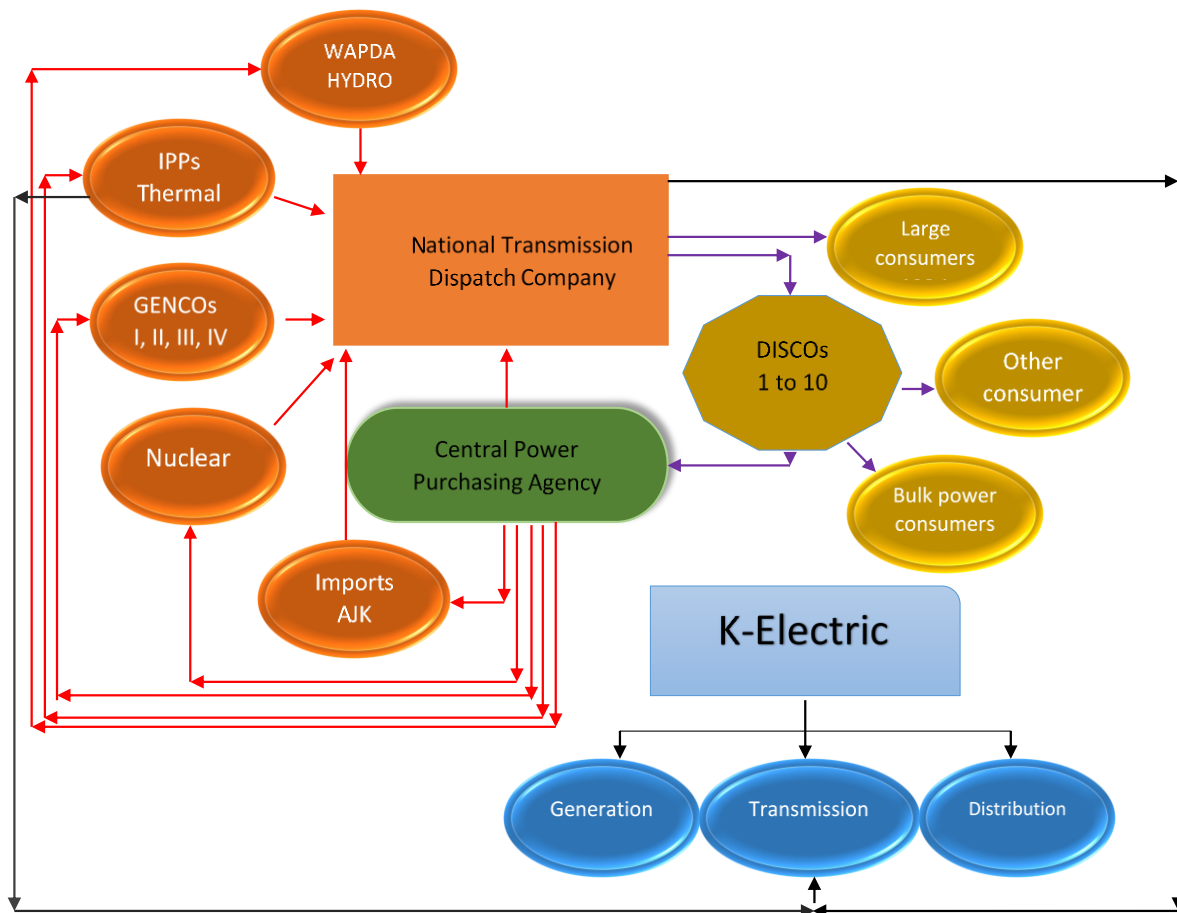 WAPDA
HYDRO
IPPs
Thermal
GENCOs
I, II, III, IV
Nuclear
Imports
AJK
National Transmission
Dispatch Company
Central Power
Purchasing Agency
Large
consumers
DISCOs
1 to 10
Other
consumer
Bulk power
consumers
K-Electric
Generation
Transmission
Distribution